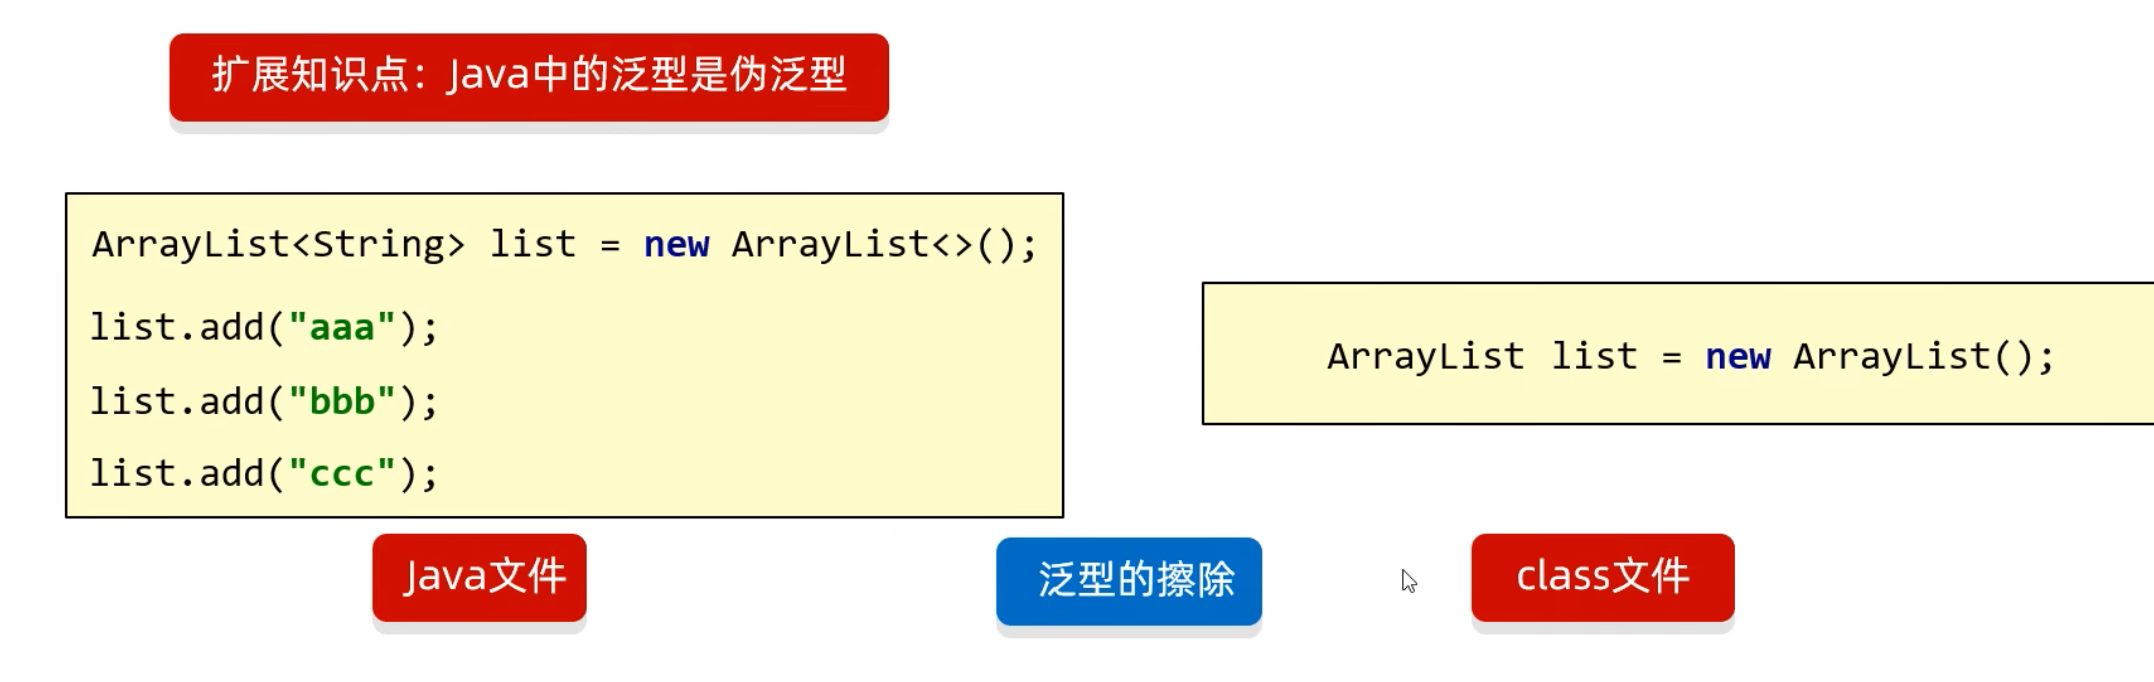 扩展知识点：Java中的泛型是伪泛型
ArrayList<String> list = new ArrayList<>();
list.add("aaa");
list.add("bbb");
list.add("ccc");
ArrayList list = new ArrayList();
Java文件
泛型的擦除
class文件